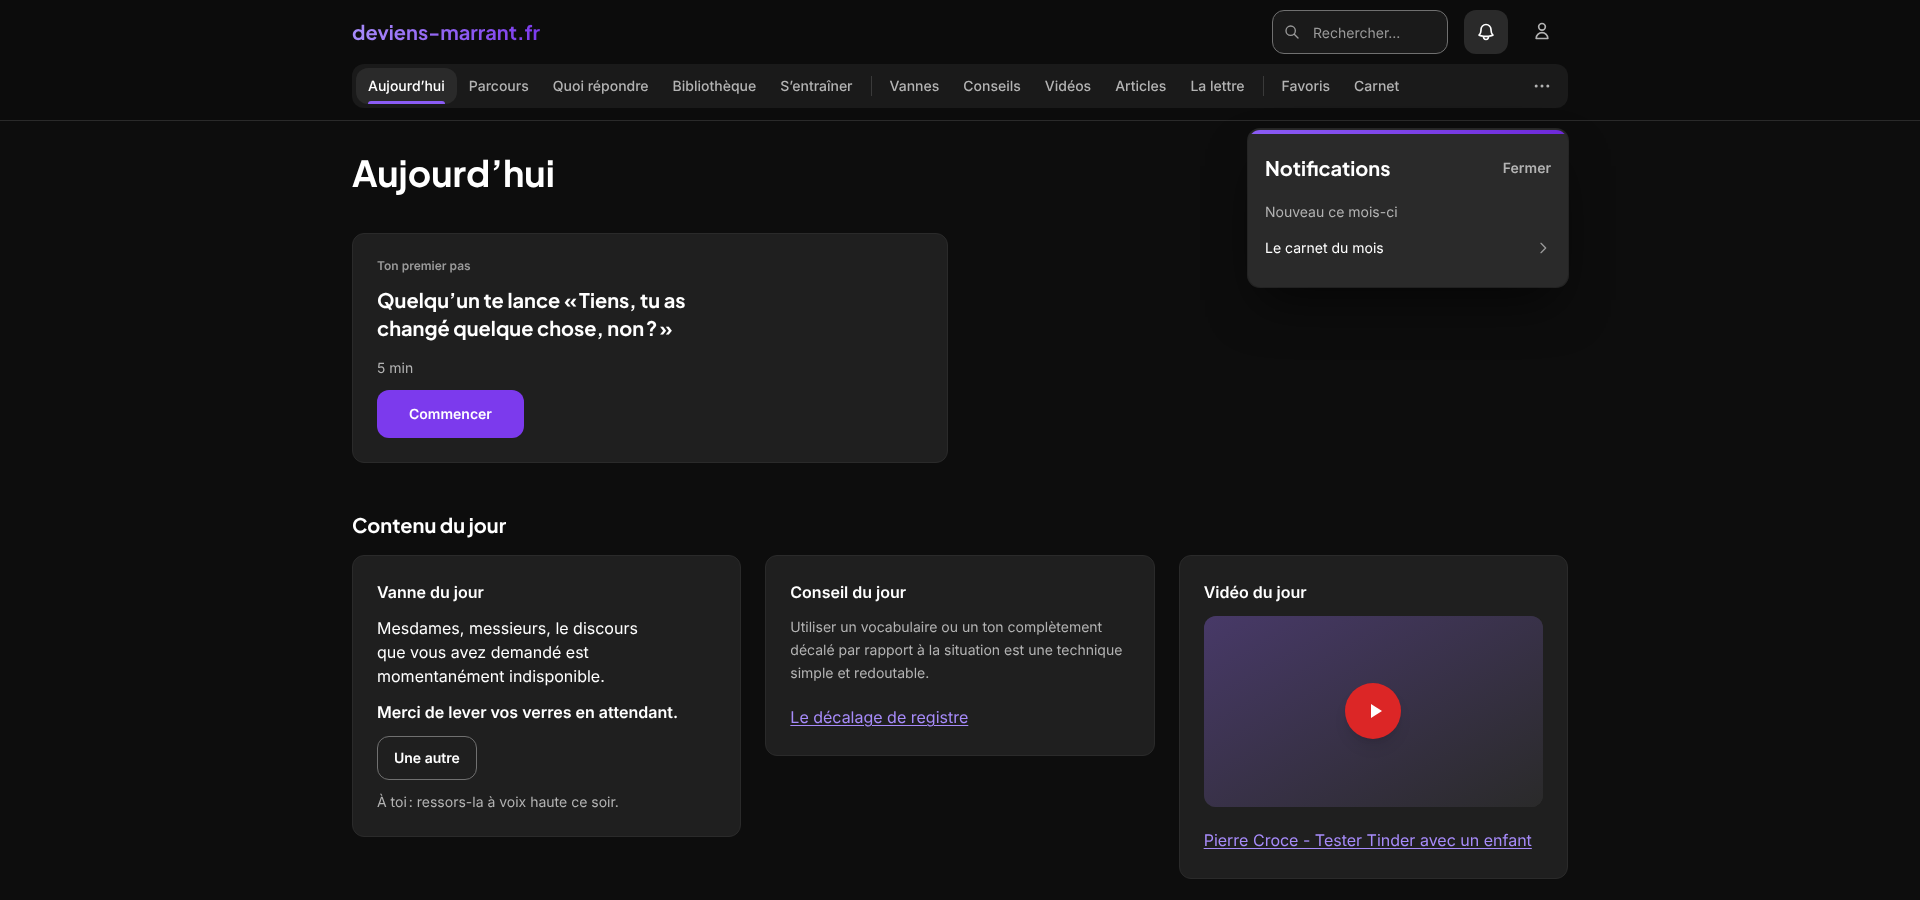 deviens-marrant.fr
Rechercher...
Aujourd’hui
Parcours
Quoi répondre
Bibliothèque
S’entraîner
Vannes
Conseils
Vidéos
Articles
La lettre
Favoris
Carnet
Aujourd’hui
Notifications
Fermer
Nouveau ce mois-ci
Le carnet du mois
Ton premier pas
Quelqu’un te lance « Tiens, tu as
changé quelque chose, non ? »
5 min
Commencer
Contenu du jour
Vanne du jour
Mesdames, messieurs, le discours
que vous avez demandé est
momentanément indisponible.
Merci de lever vos verres en attendant.
Une autre
À toi : ressors-la à voix haute ce soir.
Conseil du jour
Utiliser un vocabulaire ou un ton complètement
décalé par rapport à la situation est une technique
simple et redoutable.
Le décalage de registre
Vidéo du jour
Pierre Croce - Tester Tinder avec un enfant